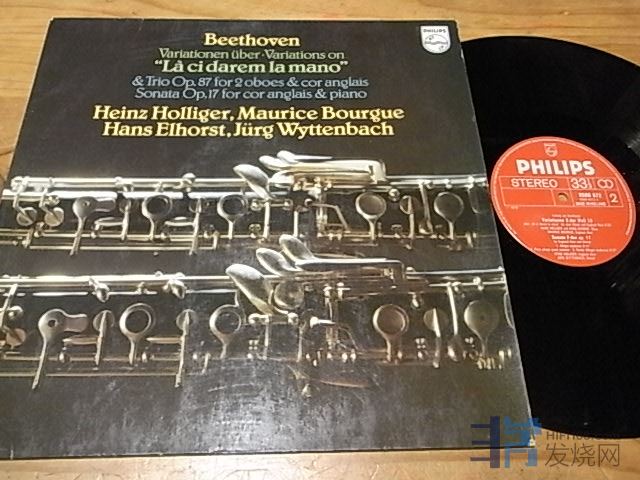 Beethoven
Variationen über · Variations on
"Là ci darem la mano"
& Trio Op. 87 for 2 oboes & cor anglais
Sonata Op. 17 for cor anglais & piano
Heinz Holliger, Maurice Bourgue
Hans Elhorst, Jürg Wyttenbach
PHILIPS
PHILIPS
STEREO 33⅓
2
发烧网